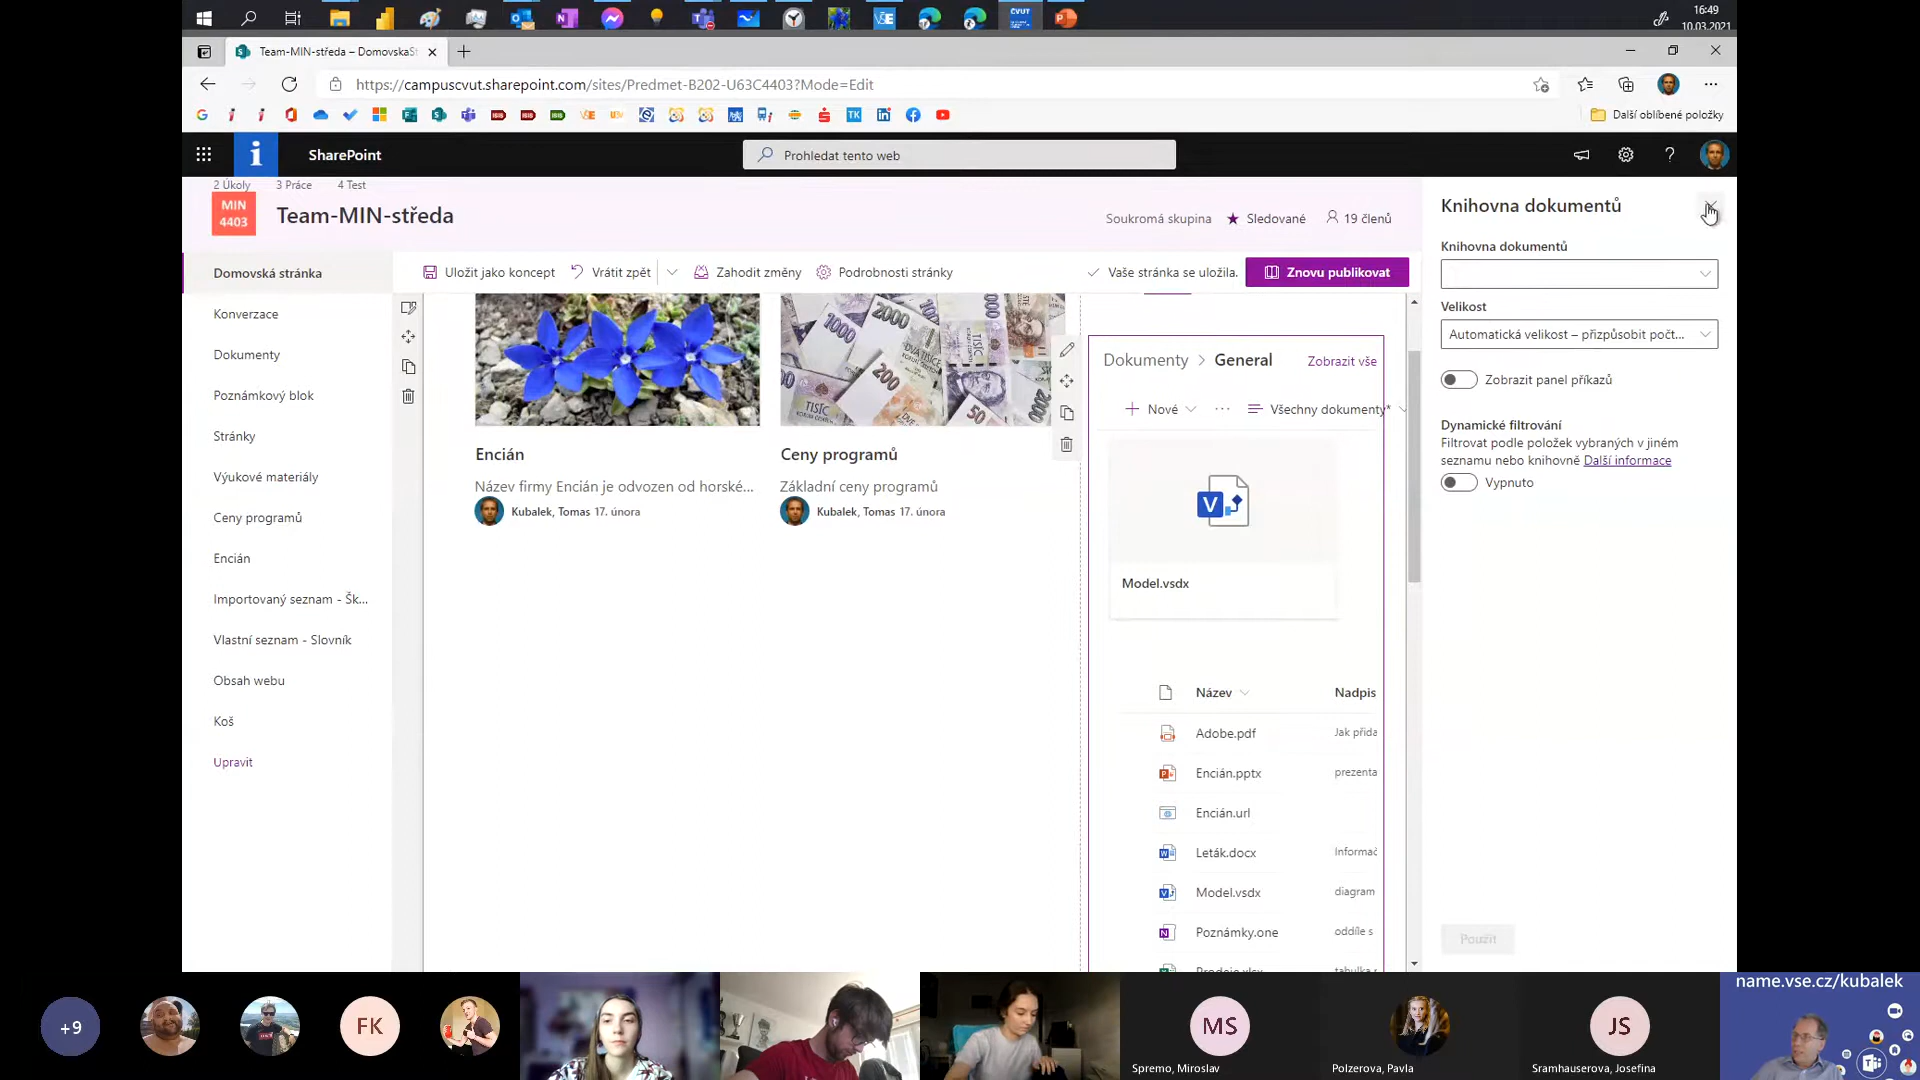 16:49
10.03.2021
Team-MIN-středa – DomovskaS
https://campuscvut.sharepoint.com/sites/Predmet-B202-U63C4403?Mode=Edit
Další oblíbené položky
SharePoint
Prohledat tento web
2 Úkoly
3 Práce
4 Test
MIN
4403
Team-MIN-středa
Soukromá skupina
Sledované
19 členů
Domovská stránka
Konverzace
Dokumenty
Poznámkový blok
Stránky
Výukové materiály
Ceny programů
Encián
Importovaný seznam - Šk...
Vlastní seznam - Slovník
Obsah webu
Koš
Upravit
Uložit jako koncept
Vrátit zpět
Zahodit změny
Podrobnosti stránky
Vaše stránka se uložila.
Znovu publikovat
Encián
Název firmy Encián je odvozen od horské...
Kubalek, Tomas 17. února
Ceny programů
Základní ceny programů
Kubalek, Tomas 17. února
Dokumenty > General
Zobrazit vše
Nové
Všechny dokumenty*
Model.vsdx
Název
Nadpis
Adobe.pdf
Jak přida
Encián.pptx
prezenta
Encián.url
Leták.docx
Informač
Model.vsdx
diagram
Poznámky.one
oddíle s
Prodeje.xlsx
tabulka
Knihovna dokumentů
Knihovna dokumentů
Velikost
Automatická velikost – přizpůsobit počt...
Zobrazit panel příkazů
Dynamické filtrování
Filtrovat podle položek vybraných v jiném
seznamu nebo knihovně Další informace
Vypnuto
Použít
+9
FK
MS
Spremo, Miroslav
Polzerova, Pavla
JS
Sramhauserova, Josefina
name.vse.cz/kubalek